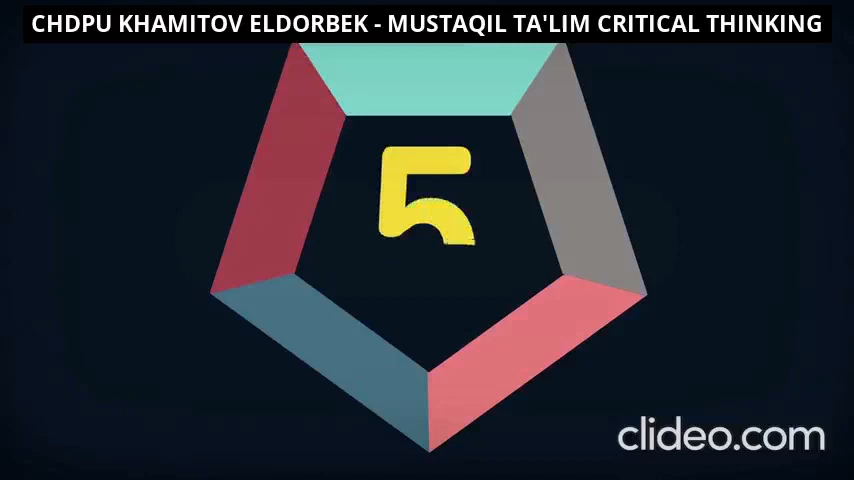 CHDPU KHAMITOV ELDORBEK - MUSTAQIL TA'LIM CRITICAL THINKING
5
clideo.com